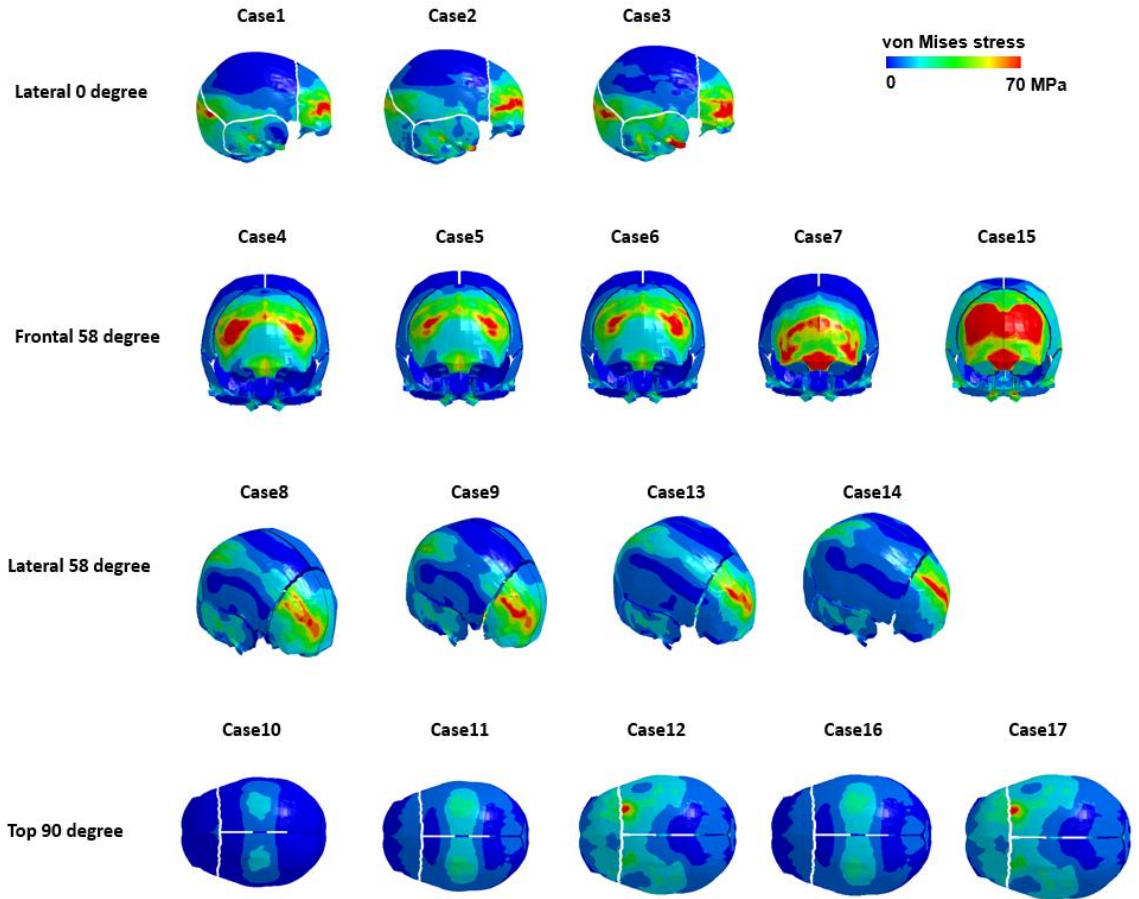 Case1 Case2 Case3
von Mises stress
0 70 MPa
Lateral 0 degree
Case4 Case5 Case6 Case7 Case15
Frontal 58 degree
Case8 Case9 Case13 Case14
Lateral 58 degree
Case10 Case11 Case12 Case16 Case17
Top 90 degree